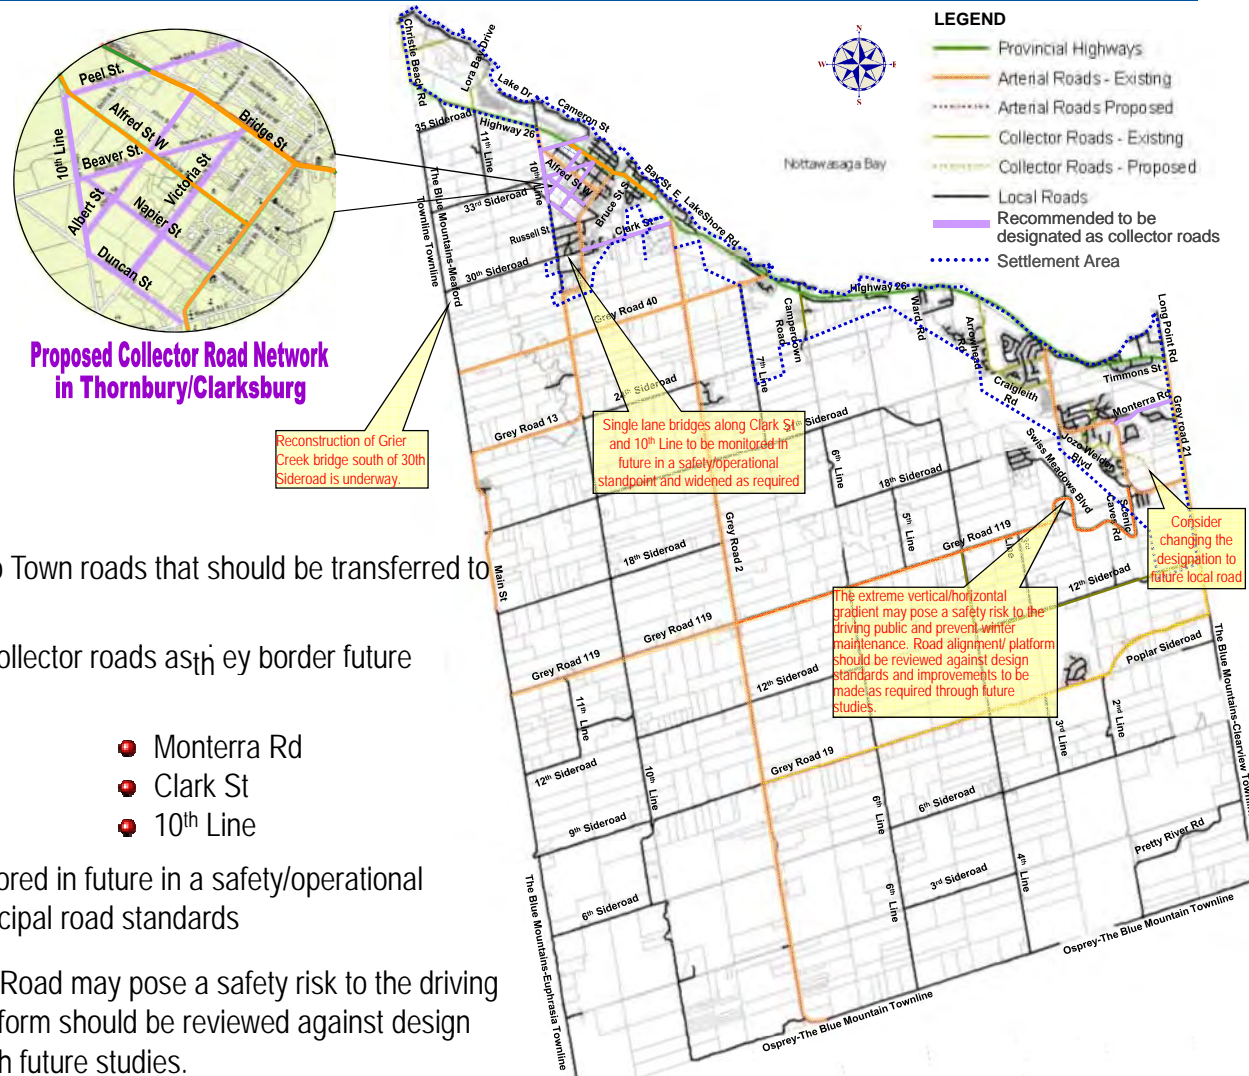 LEGEND
Provincial Highways
Arterial Roads - Existing
Arterial Roads Proposed
Collector Roads - Existing
Collector Roads - Proposed
Local Roads
Recommended to be
designated as collector roads
Settlement Area
N
W
S
Nottawasaga Bay
Peel St.
Alfred St W
Bridge St
10th Line
Beaver St.
Victoria St
Albert St
Napier St
Duncan St
Proposed Collector Road Network
in Thornbury/Clarksburg
Christie Beach Rd
Lora Bay Drive
Lake Dr
Cameron St
35 Sideroad
Highway 26
11th Line
10th Line
Alfred St W
Bay St. E
LakeShore Rd
33rd Sideroad
Bruce St S
Russell St
Clark St
30th Sideroad
The Blue Mountains-Meaford
Townline Townline
Grey Road 40
Highway 26
7th Line
Camperdown
Road
Ward Rd
Arrowhead
Rd
Long Point Rd
Craigleith
Rd
Timmons St
Monterra Rd
Grey road 21
Jozo Weider
Blvd
Swiss Meadows Blvd
Scenic
Caves Rd
Reconstruction of Grier
Creek bridge south of 30th
Sideroad is underway.
Single lane bridges along Clark St
and 10th Line to be monitored in
future in a safety/operational
standpoint and widened as required
Grey Road 13
Sideroad
Sideroad
6th
Line
18th Sideroad
5th
Line
Grey Road 119
Line
12th Sideroad
Consider
changing the
designation to
future local road
The extreme vertical/horizontal
gradient may pose a safety risk to the
driving public and prevent winter
maintenance. Road alignment/ platform
should be reviewed against design
standards and improvements to be
made as required through future
studies.
Main St
18th Sideroad
Grey Road 2
Grey Road 119
Grey Road 119
12th Sideroad
Poplar Sideroad
11th
Line
12th Sideroad
10th
Line
Grey Road 19
3rd Line
2nd Line
The Blue Mountains-Clearview Townline
9th Sideroad
6th
Line
6th Sideroad
Pretty River Rd
4th
Line
6th Sideroad
6th
Line
3rd Sideroad
The Blue Mountains-Euphrasia Townline
Osprey-The Blue Mountain Townline
Osprey-The Blue Mountain Townline
Town roads that should be transferred to
ollector roads as th ey border future
Monterra Rd
Clark St
10th Line
ored in future in a safety/operational
cipal road standards
Road may pose a safety risk to the driving
form should be reviewed against design
h future studies.